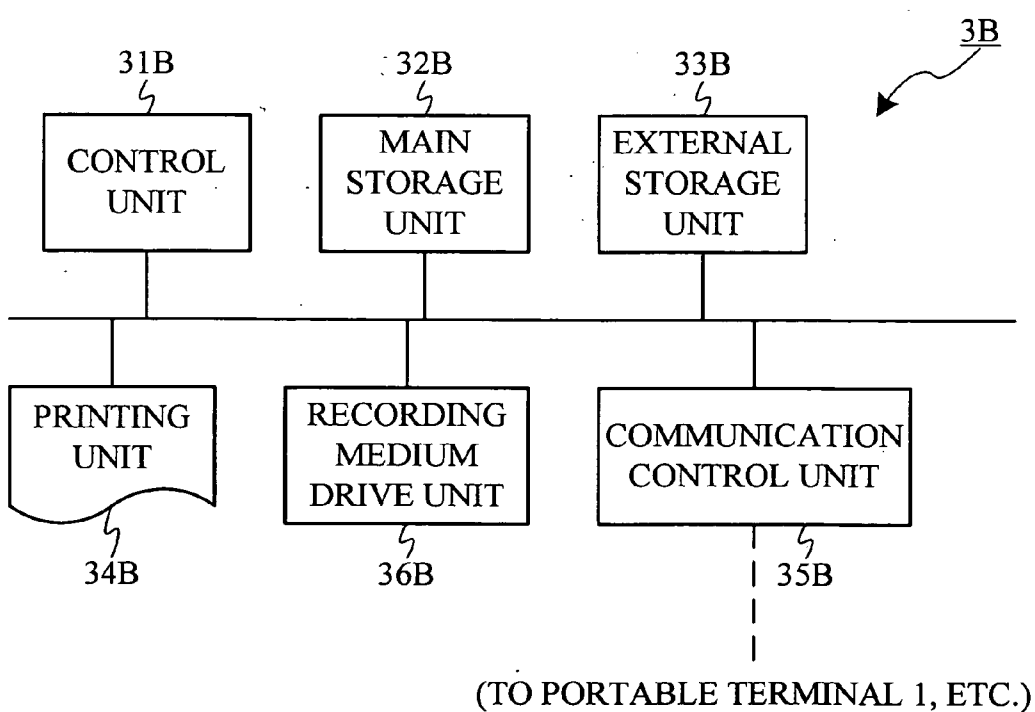 3B
31B
32B
33B
CONTROL
UNIT
MAIN
STORAGE
UNIT
EXTERNAL
STORAGE
UNIT
PRINTING
UNIT
RECORDING
MEDIUM
DRIVE UNIT
COMMUNICATION
CONTROL UNIT
34B
36B
35B
(TO PORTABLE TERMINAL 1, ETC.)